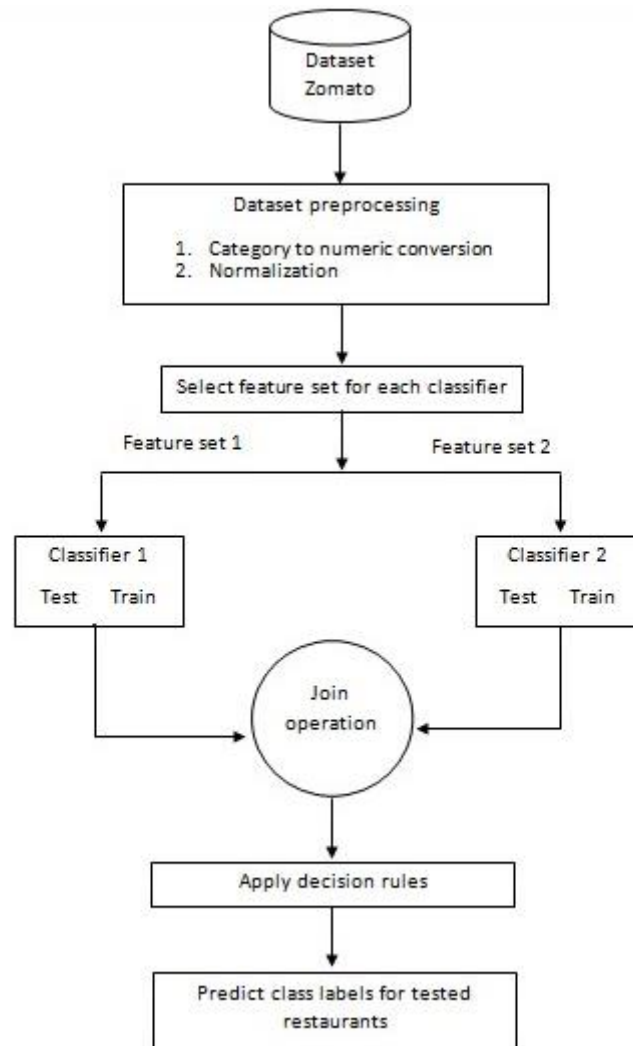 Dataset
Zomato
Dataset preprocessing
1. Category to numeric conversion
2. Normalization
Select feature set for each classifier
Feature set 1
Feature set 2
Classifier 1
Test Train
Classifier 2
Test Train
Join
operation
Apply decision rules
Predict class labels for tested
restaurants